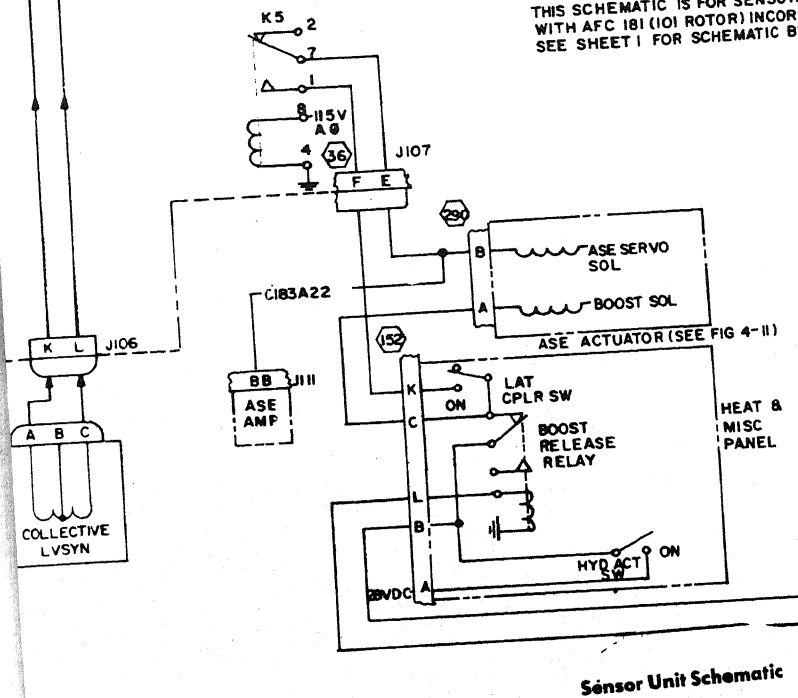 THIS SCHEMATIC IS FOR SENSOR
WITH AFC 181 (101 ROTOR) INCOR
SEE SHEET 1 FOR SCHEMATIC B
K5
2
7
1
8
115V
AØ
4
36
J107
F E
290
B
ASE SERVO
SOL
C183A22
A
BOOST SOL
K L
J106
152
ASE ACTUATOR (SEE FIG 4-11)
BB
J111
ASE
AMP
K
LAT
CPLR SW
ON
HEAT &
MISC
PANEL
C
BOOST
RELEASE
RELAY
A B C
L
B
COLLECTIVE
LVSYN
ON
HYD ACT
SW
28VDC
A
Sensor Unit Schematic